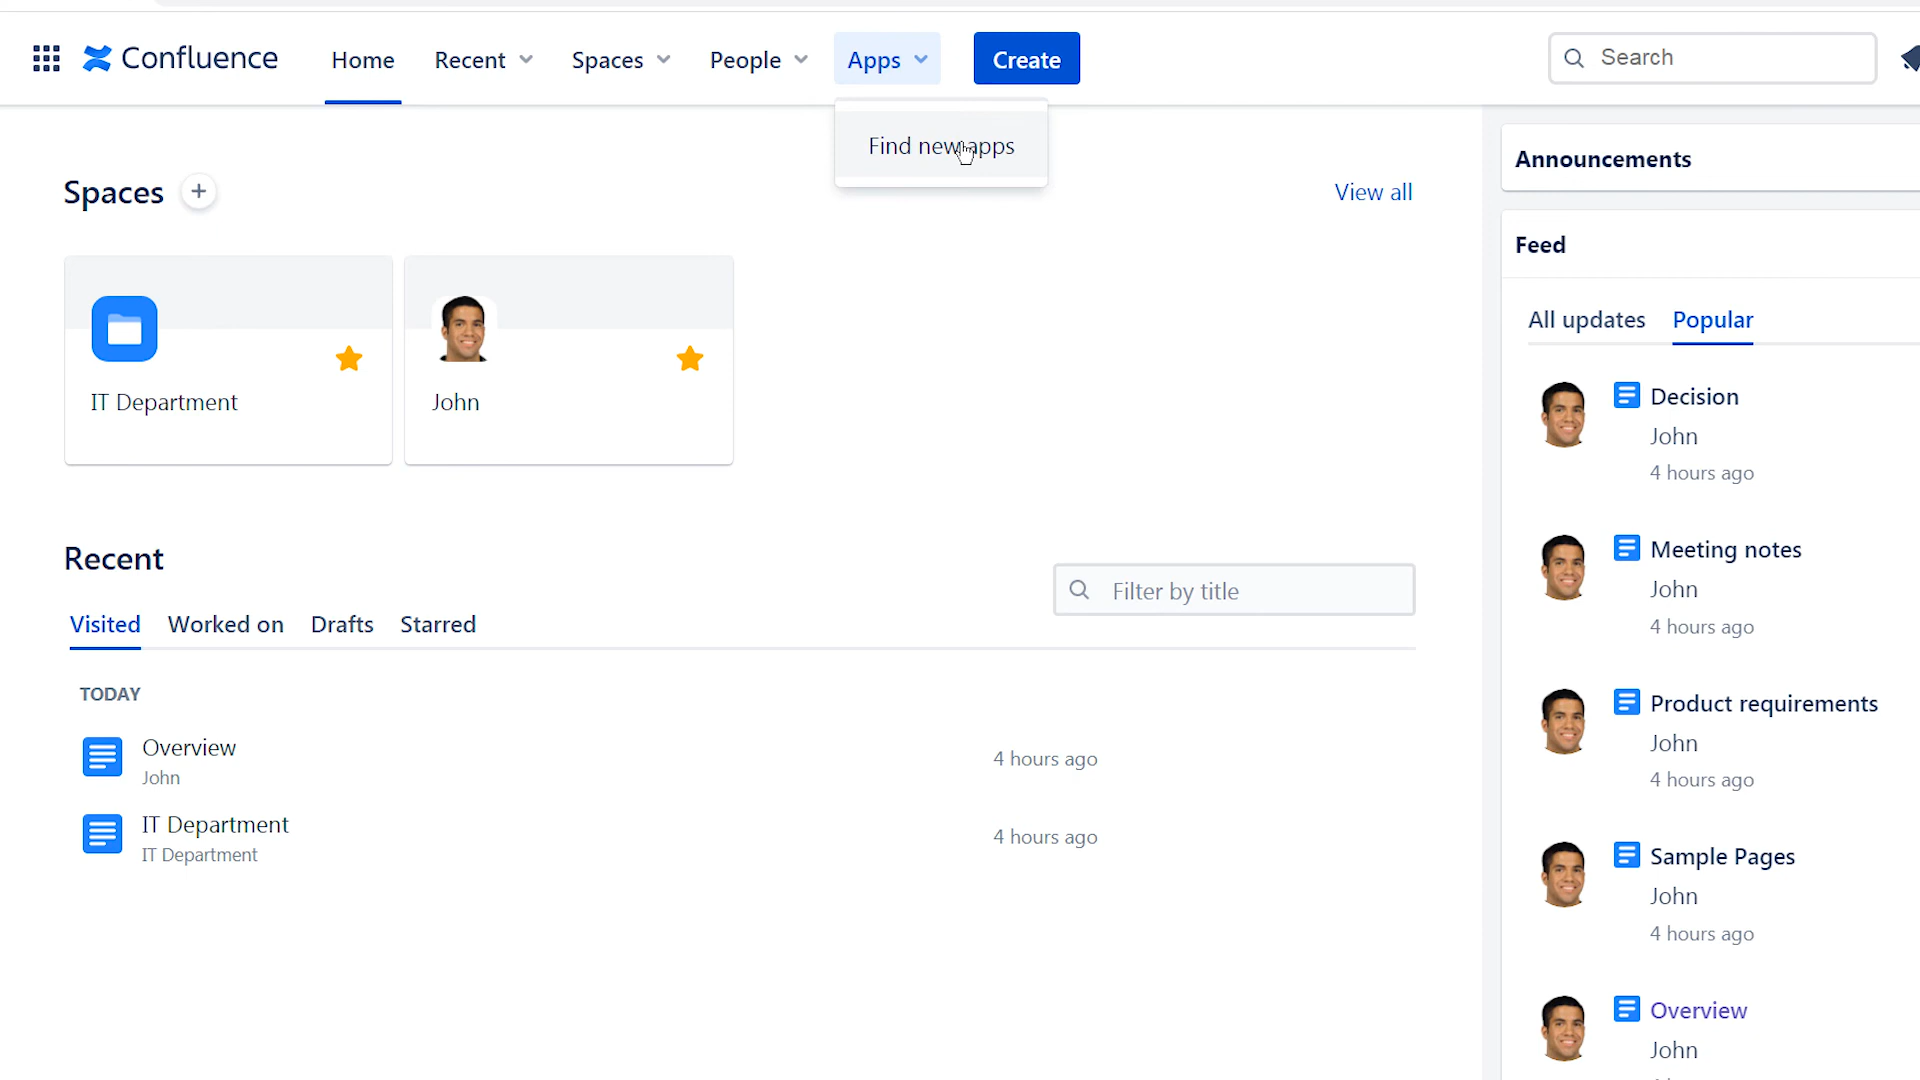 Confluence
Home
Recent
Spaces
People
Apps
Create
Search
Find new apps
Spaces
+
View all
IT Department
John
Recent
Filter by title
Visited
Worked on
Drafts
Starred
TODAY
Overview
John
4 hours ago
IT Department
IT Department
4 hours ago
Announcements
Feed
All updates
Popular
Decision
John
4 hours ago
Meeting notes
John
4 hours ago
Product requirements
John
4 hours ago
Sample Pages
John
4 hours ago
Overview
John